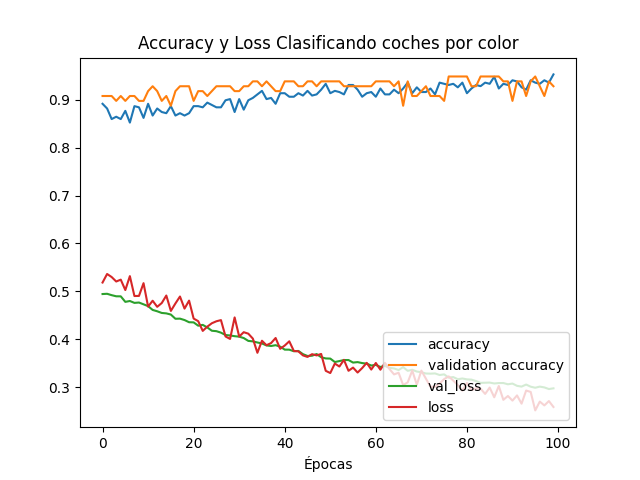 Accuracy y Loss Clasificando coches por color
0.9
0.8
0.7
0.6
0.5
0.4
0.3
accuracy
validation accuracy
val_loss
loss
0 20 40 60 80 100
Épocas